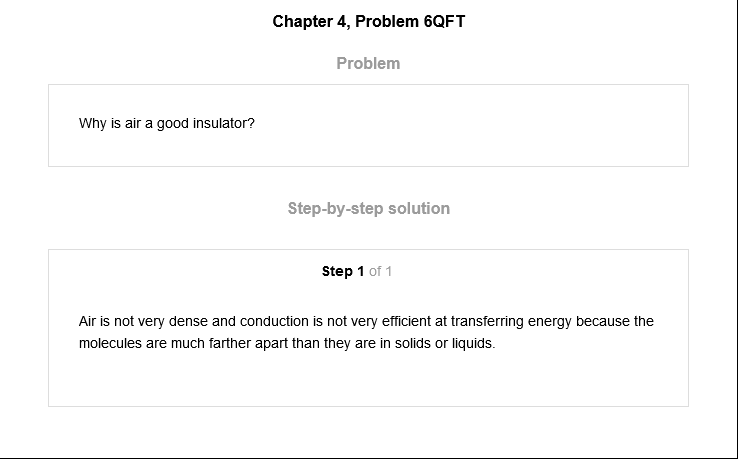 Chapter 4, Problem 6QFT
Problem
Why is air a good insulator?
Step-by-step solution
Step 1 of 1
Air is not very dense and conduction is not very efficient at transferring energy because the
molecules are much farther apart than they are in solids or liquids.